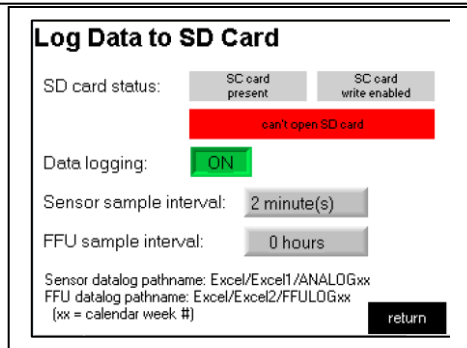 Log Data to SD Card
SD card status:
SC card
present
SC card
write enabled
can't open SD card
Data logging:
ON
Sensor sample interval:
2 minute(s)
FFU sample interval:
0 hours
Sensor datalog pathname: Excel/Excel1/ANALOGxx
FFU datalog pathname: Excel/Excel2/FFULOGxx
(xx = calendar week #)
return